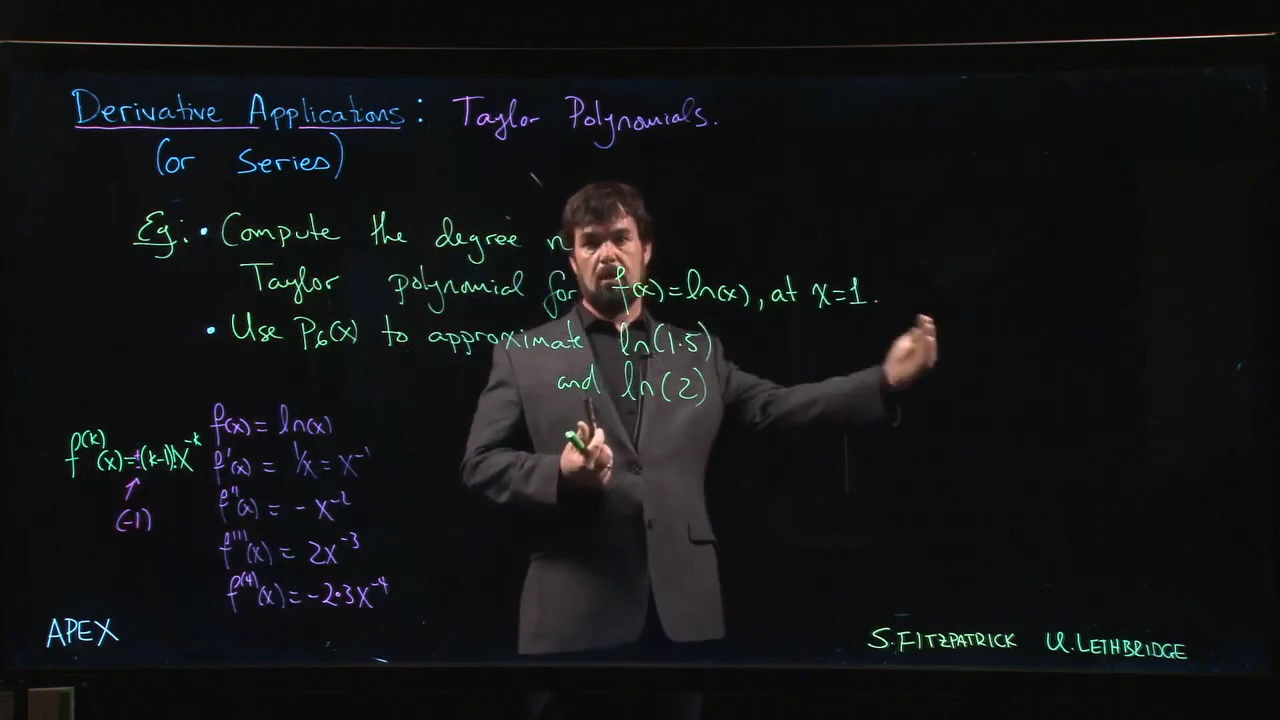 Derivative Applications: Taylor Polynomials.
(or series)
Eg: • Compute the degree n
Taylor polynomial for f(x)=ln(x), at x=1.
• Use P₆(x) to approximate ln(1.5)
and ln(2)
f(x) = ln(x)
f⁽ᵏ⁾(x)=±(k-1)!x⁻ᵏ
f'(x) = 1/x = x⁻¹
(-1)
f''(x) = -x⁻²
f'''(x) = 2x⁻³
f⁽⁴⁾(x) = -2·3x⁻⁴
APEX
S. FITZPATRICK U. LETHBRIDGE